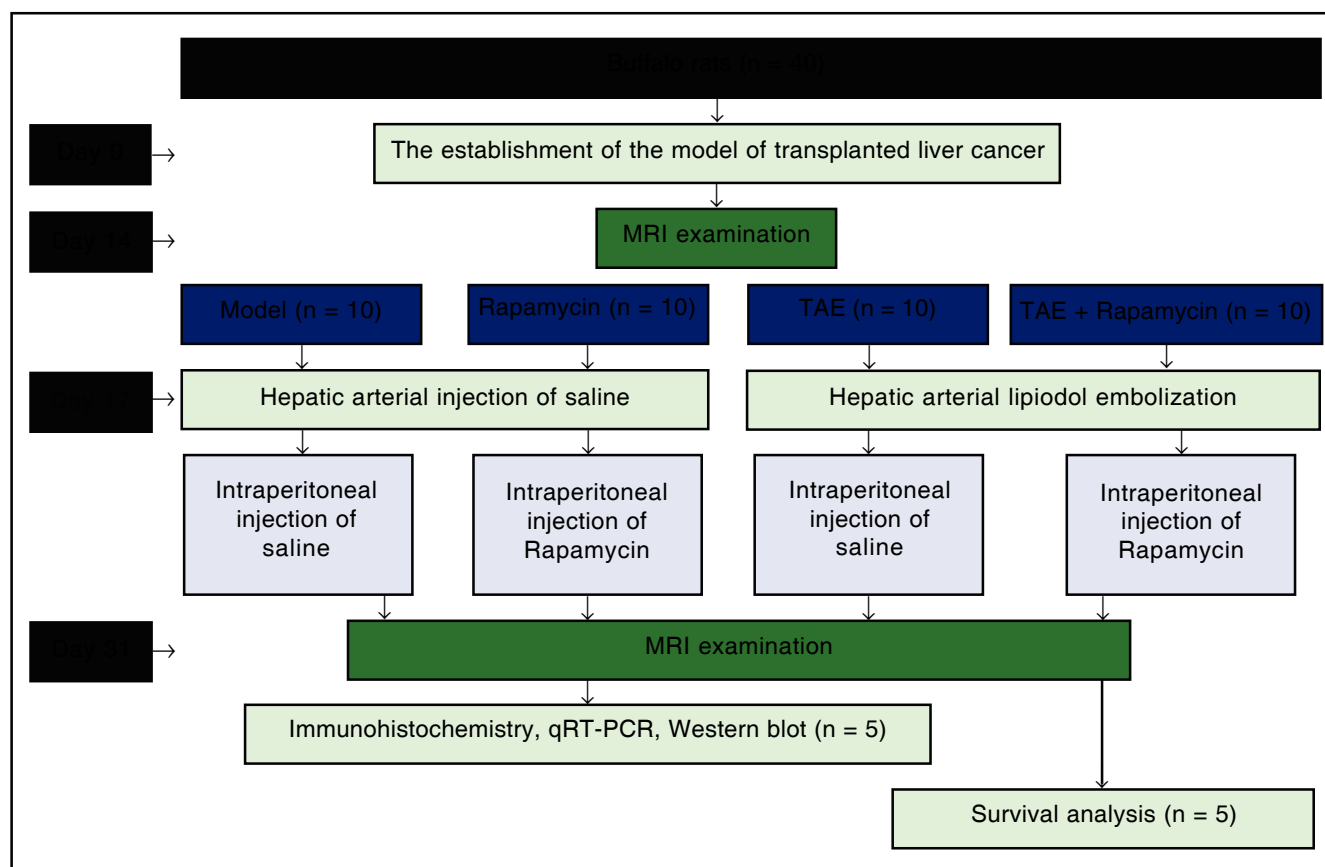 Buffalo rats (n = 40)
Day 0
The establishment of the model of transplanted liver cancer
Day 14
MRI examination
Model (n = 10)
Rapamycin (n = 10)
TAE (n = 10)
TAE + Rapamycin (n = 10)
Day 17
Hepatic arterial injection of saline
Hepatic arterial lipiodol embolization
Intraperitoneal
injection of
saline
Intraperitoneal
injection of
Rapamycin
Intraperitoneal
injection of
saline
Intraperitoneal
injection of
Rapamycin
Day 31
MRI examination
Immunohistochemistry, qRT-PCR, Western blot (n = 5)
Survival analysis (n = 5)